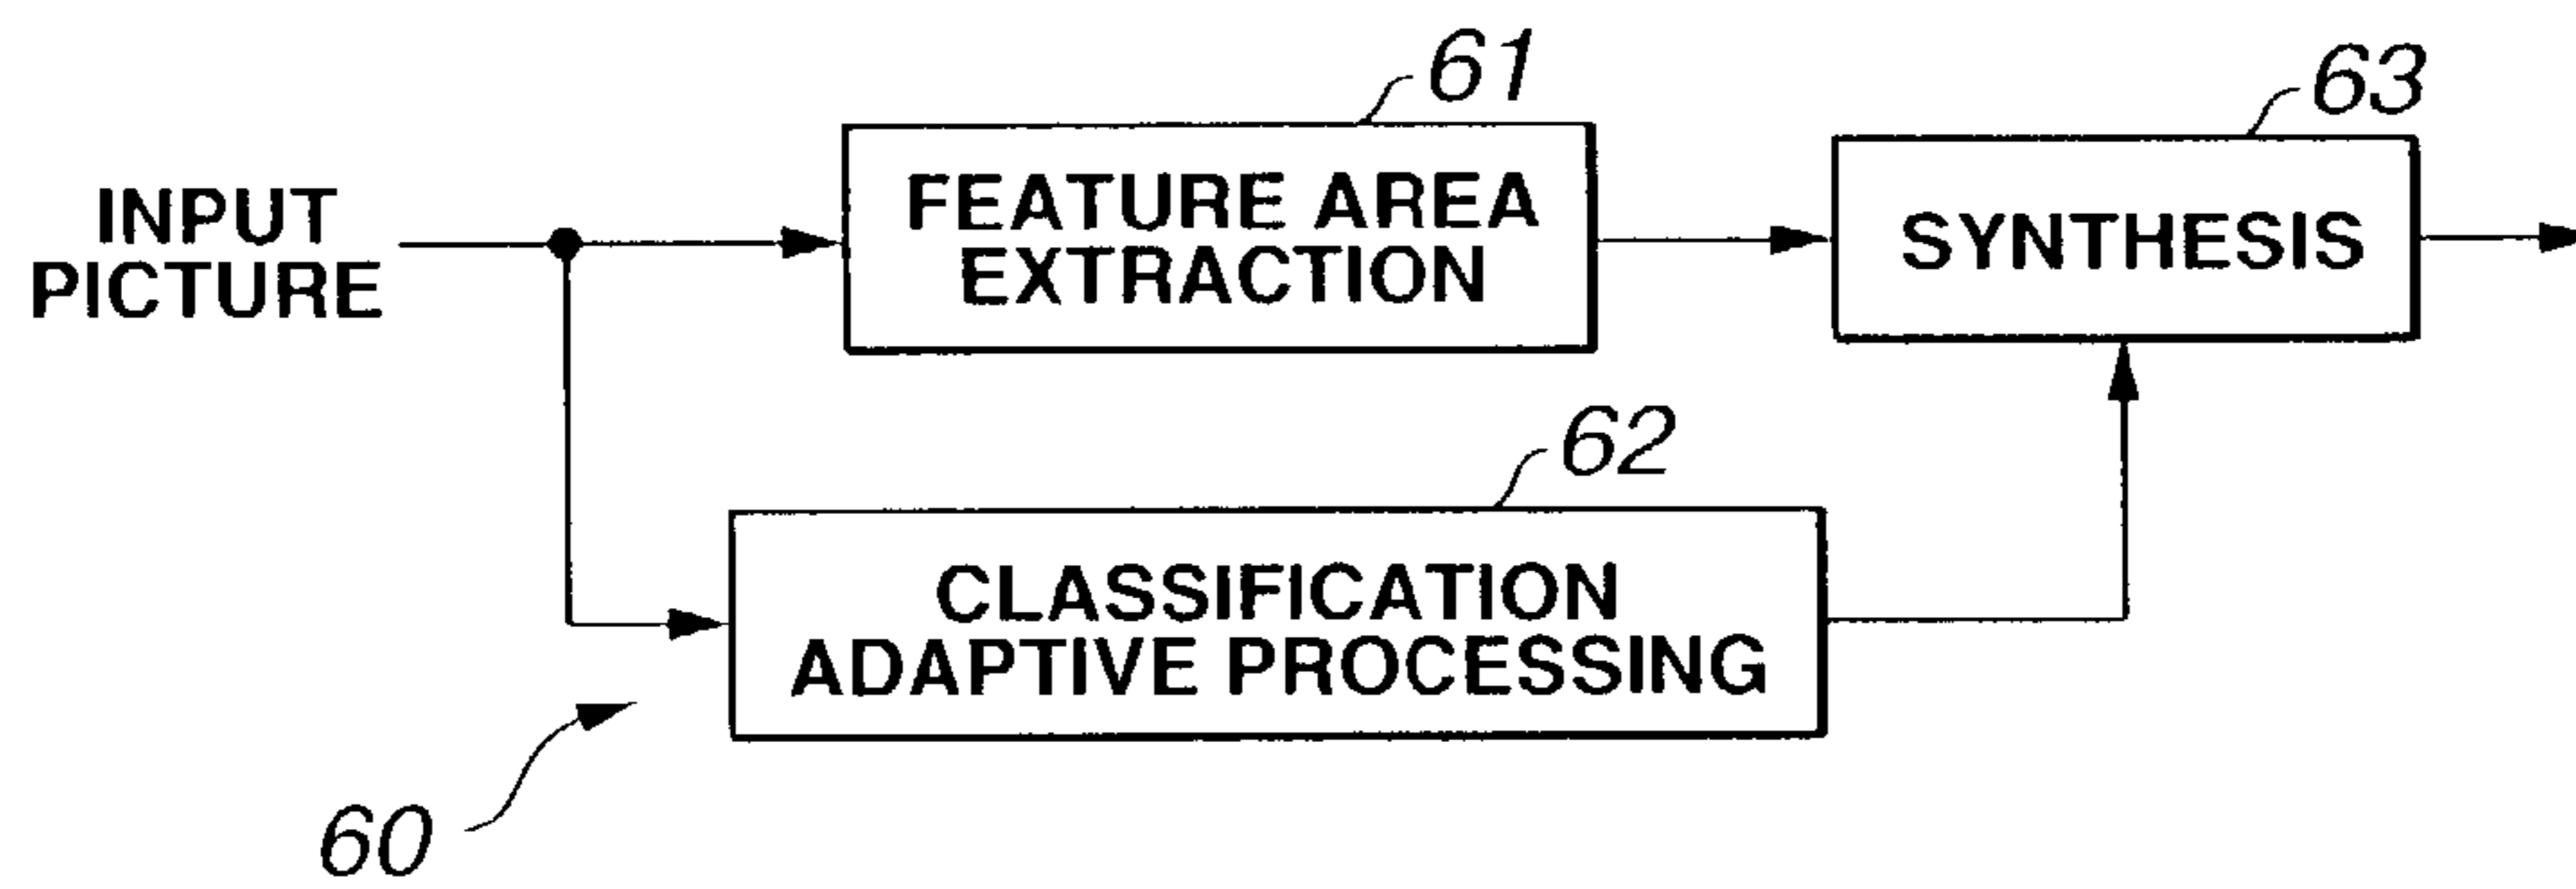 61
63
INPUT
PICTURE
FEATURE AREA
EXTRACTION
SYNTHESIS
62
CLASSIFICATION
ADAPTIVE PROCESSING
60